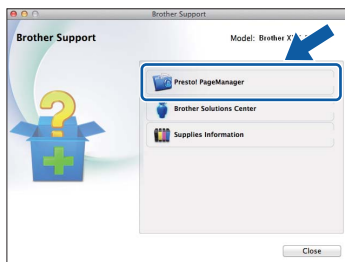 Brother Support
Brother Support
Model: Brother
Presto! PageManager
Brother Solutions Center
Supplies Information
Close